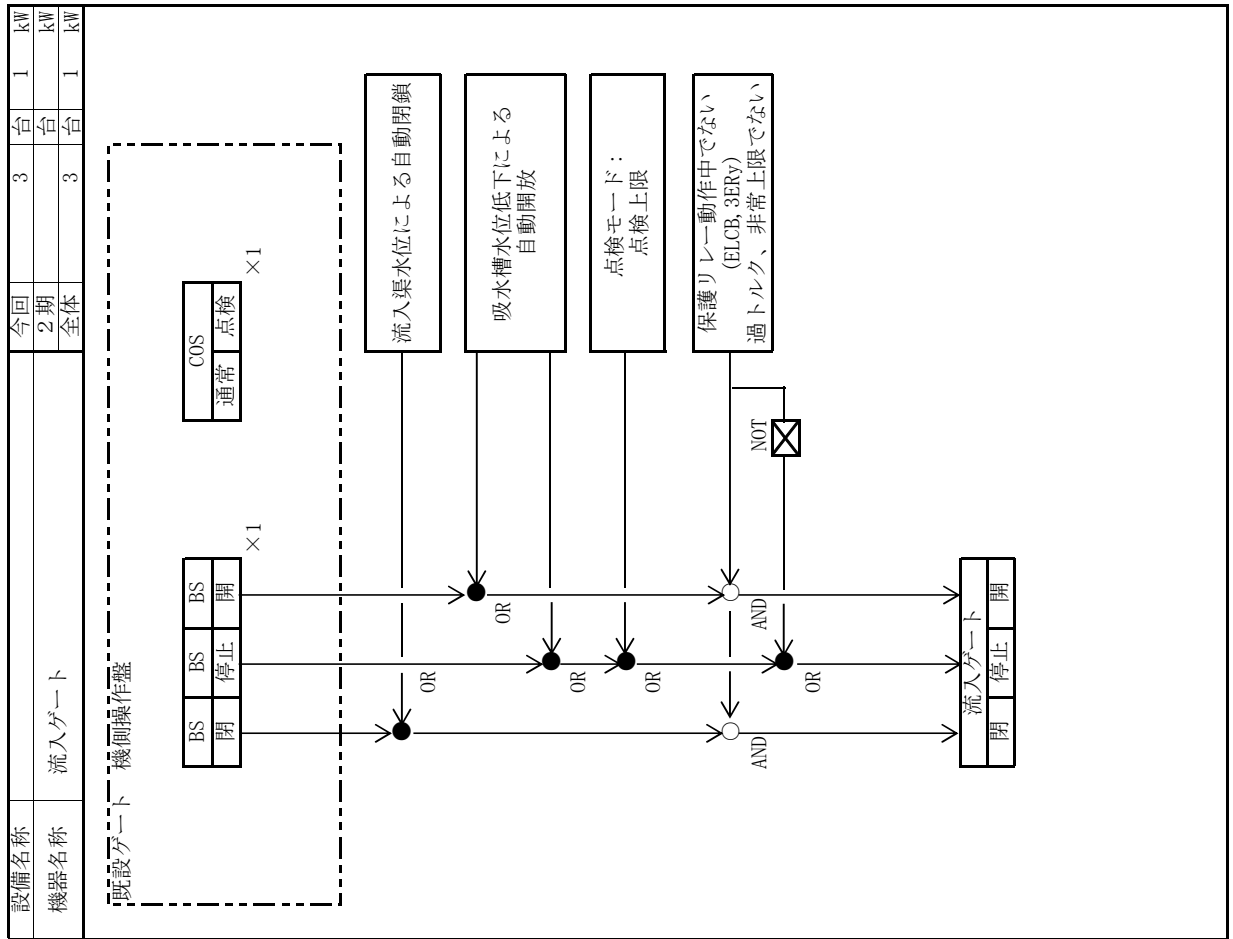 設備名称
機器名称 流入ゲート
今回 3 台 1 kW
２期 台 kW
全体 3 台 1 kW
既設ゲート 機側操作盤
BS BS BS
閉 停止 開
×1
COS
通常 点検
×1
流入渠水位による自動閉鎖
吸水槽水位低下による
自動開放
点検モード：
点検上限
保護リレー動作中でない
(ELCB, 3ERy)
過トルク、非常上限でない
OR
OR
OR
OR
NOT
AND
AND
OR
流入ゲート
閉 停止 開